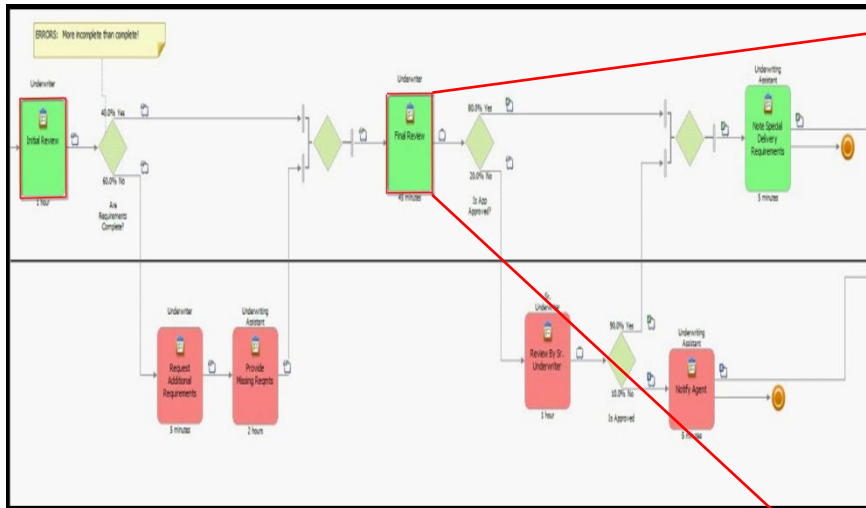 ERRORS: More incomplete than complete!
Underwriter
Initial Review
1 hour
40.0% Yes
60.0% No
Are
Requirements
Complete?
Underwriter
Final Review
45 minutes
80.0% Yes
20.0% No
Is App
Approved?
Underwriting
Assistant
Note Special
Delivery
Requirements
5 minutes
Underwriter
Request
Additional
Requirements
5 minutes
Underwriting
Assistant
Provide
Missing Reqmts
2 hours
Sr.
Underwriter
Review By Sr.
Underwriter
1 hour
90.0% Yes
10.0% No
Is Approved
Underwriting
Assistant
Notify Agent
5 minutes